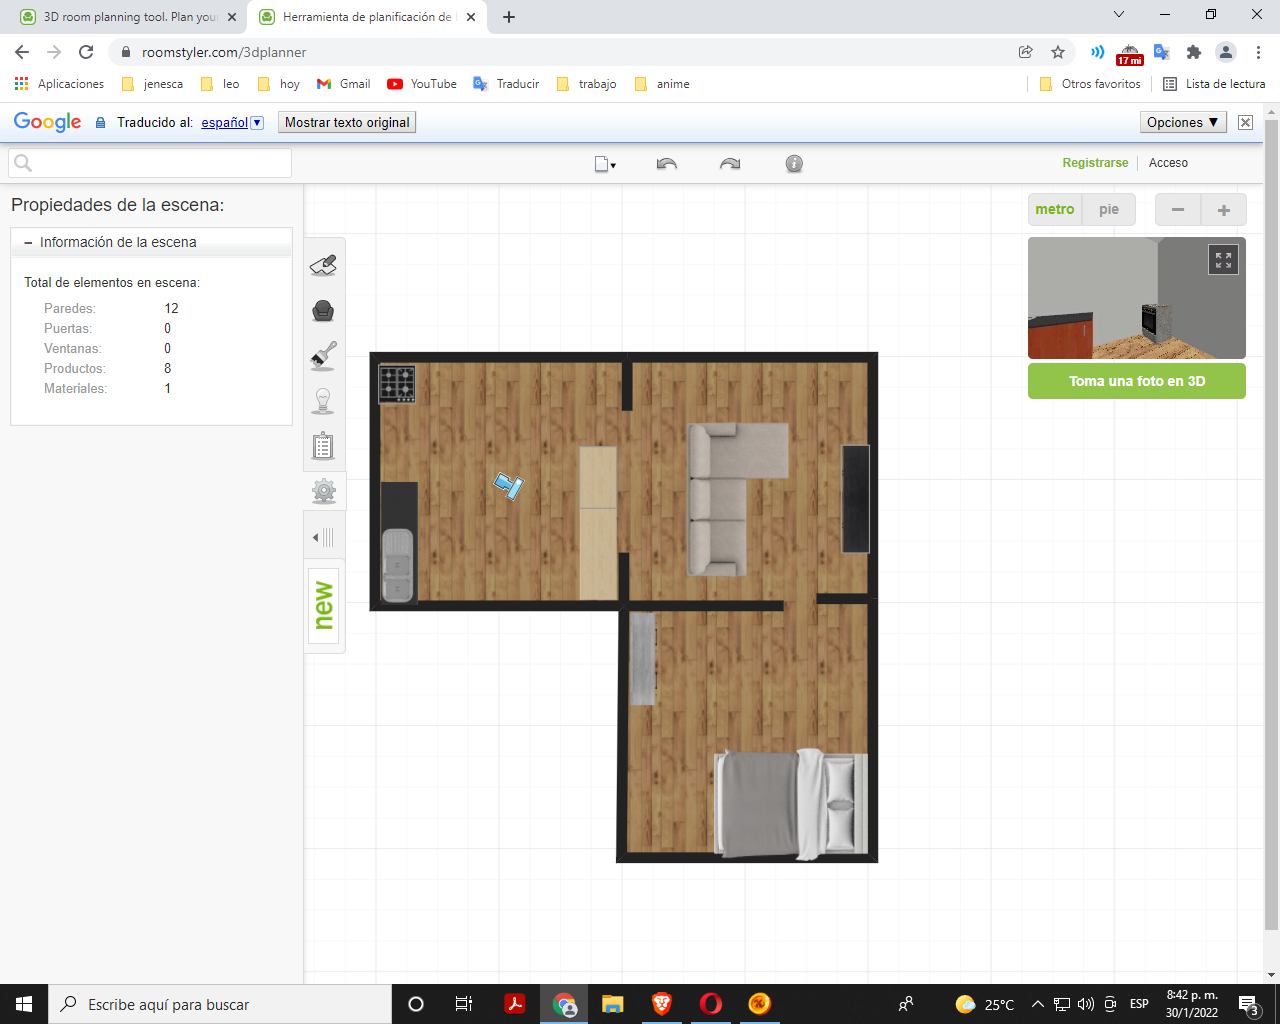 3D room planning tool. Plan you
Herramienta de planificación de
roomstyler.com/3dplanner
17 mi
Aplicaciones
jenesca
leo
hoy
Gmail
YouTube
Traducir
trabajo
anime
Otros favoritos
Lista de lectura
Google
Traducido al:
español
Mostrar texto original
Opciones ▼
Registrarse
Acceso
Propiedades de la escena:
metro
pie
Información de la escena
Total de elementos en escena:
Paredes: 12
Puertas: 0
Ventanas: 0
Productos: 8
Materiales: 1
Toma una foto en 3D
new
Escribe aquí para buscar
25°C
ESP
8:42 p. m.
30/1/2022
3